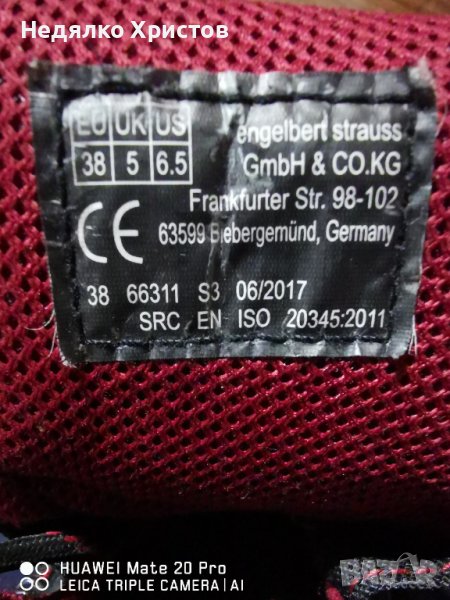 Недялко Христов
EU UK US
38 5 6.5
engelbert strauss
GmbH & CO.KG
Frankfurter Str. 98-102
63599 Biebergemünd, Germany
CE
38 66311 S3 06/2017
SRC EN ISO 20345:2011
HUAWEI Mate 20 Pro
LEICA TRIPLE CAMERA | AI